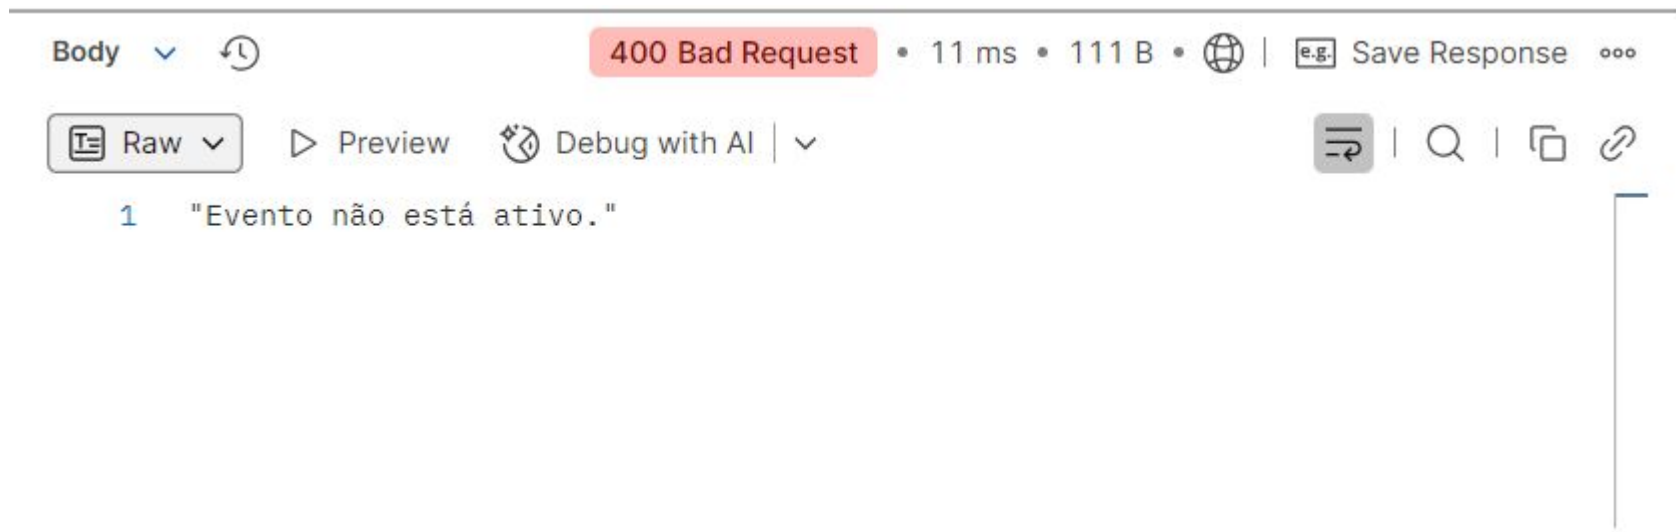 Body 400 Bad Request • 11 ms • 111 B • | e.g. Save Response
Raw Preview Debug with AI
1 "Evento não está ativo."